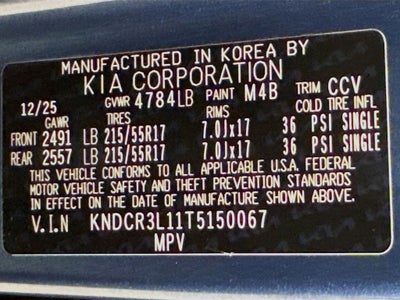 MANUFACTURED IN KOREA BY
KIA CORPORATION
12/25 GVWR 4784LB PAINT M4B TRIM CCV
GAWR TIRES RIMS COLD TIRE INFL
FRONT 2491 LB 215/55R17 7.0Jx17 36 PSI SINGLE
REAR 2557 LB 215/55R17 7.0Jx17 36 PSI SINGLE
THIS VEHICLE CONFORMS TO ALL APPLICABLE U.S.A. FEDERAL
MOTOR VEHICLE SAFETY AND THEFT PREVENTION STANDARDS
IN EFFECT ON THE DATE OF MANUFACTURE SHOWN ABOVE.
V.I.N KNDCR3L11T5150067
MPV